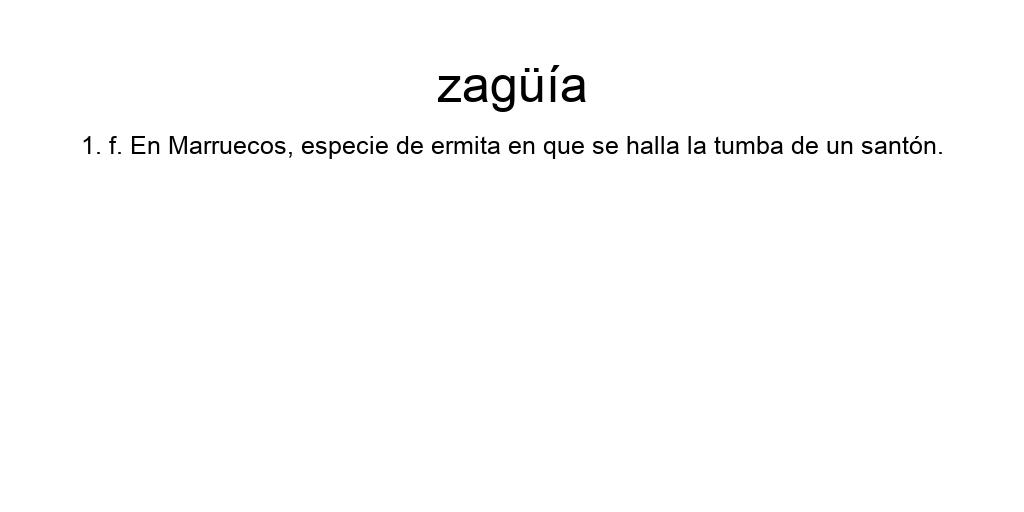 zagüía
1. f. En Marruecos, especie de ermita en que se halla la tumba de un santón.